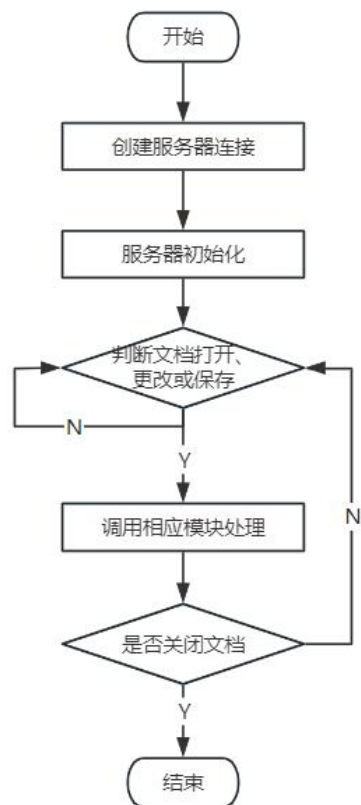 开始
创建服务器连接
服务器初始化
判断文档打开、
更改或保存
N
Y
调用相应模块处理
N
是否关闭文档
Y
结束